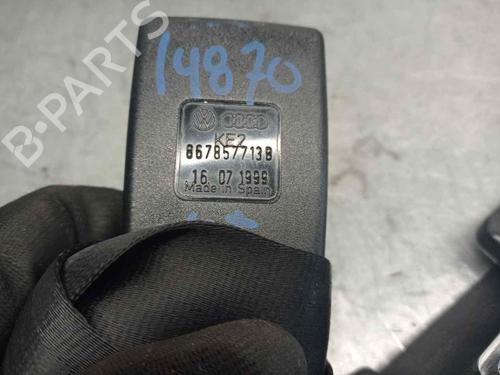 14870
KE2
867857713B
16 07 1999
Made in Spain
B-PARTS